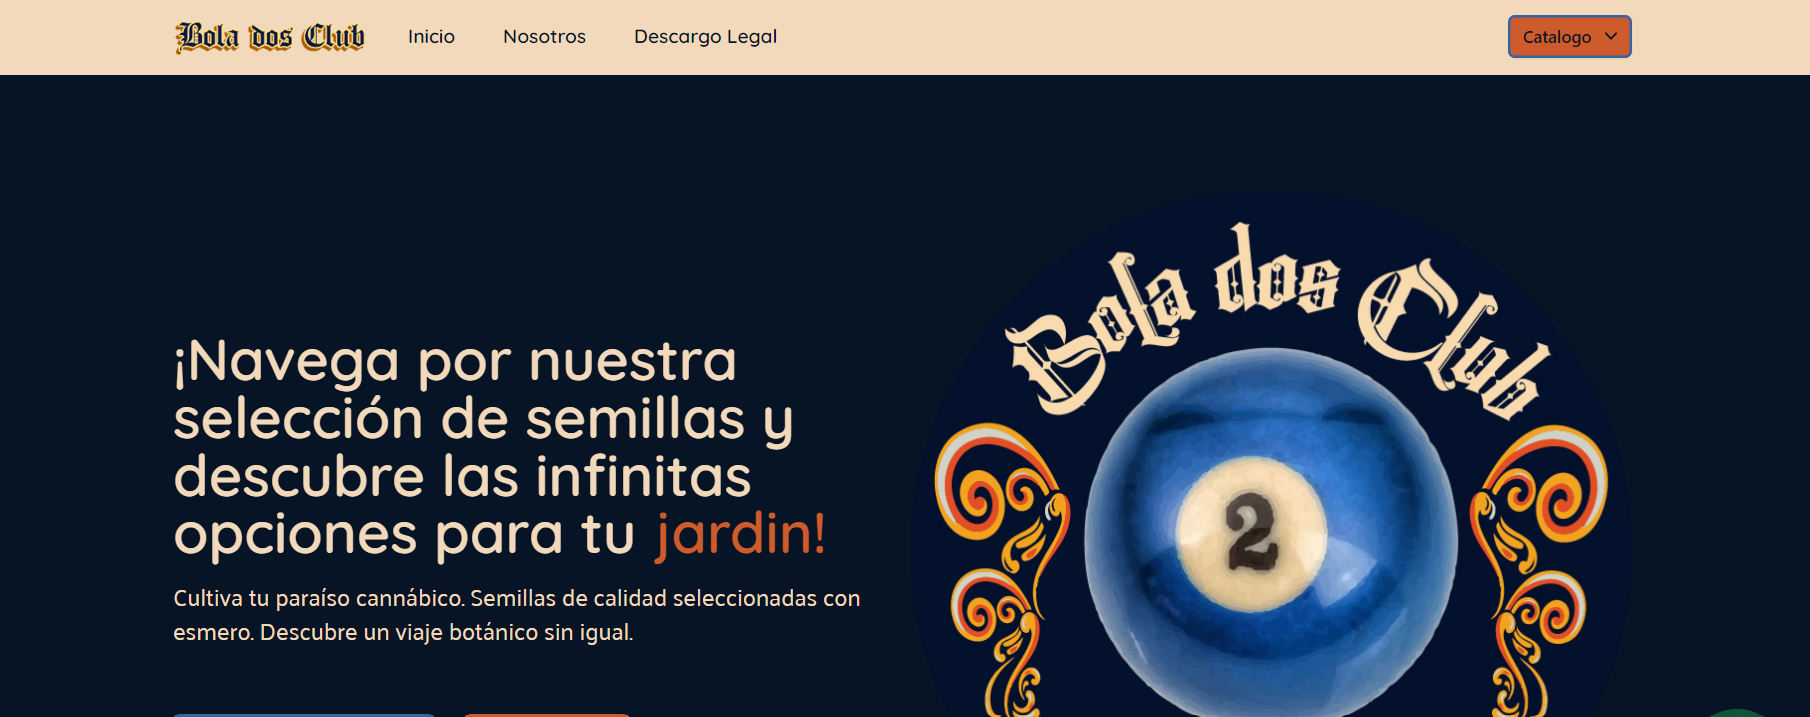 Bola dos Club
Inicio
Nosotros
Descargo Legal
Catalogo
¡Navega por nuestra
selección de semillas y
descubre las infinitas
opciones para tu jardin!
Cultiva tu paraíso cannábico. Semillas de calidad seleccionadas con
esmero. Descubre un viaje botánico sin igual.
Bola dos Club
2